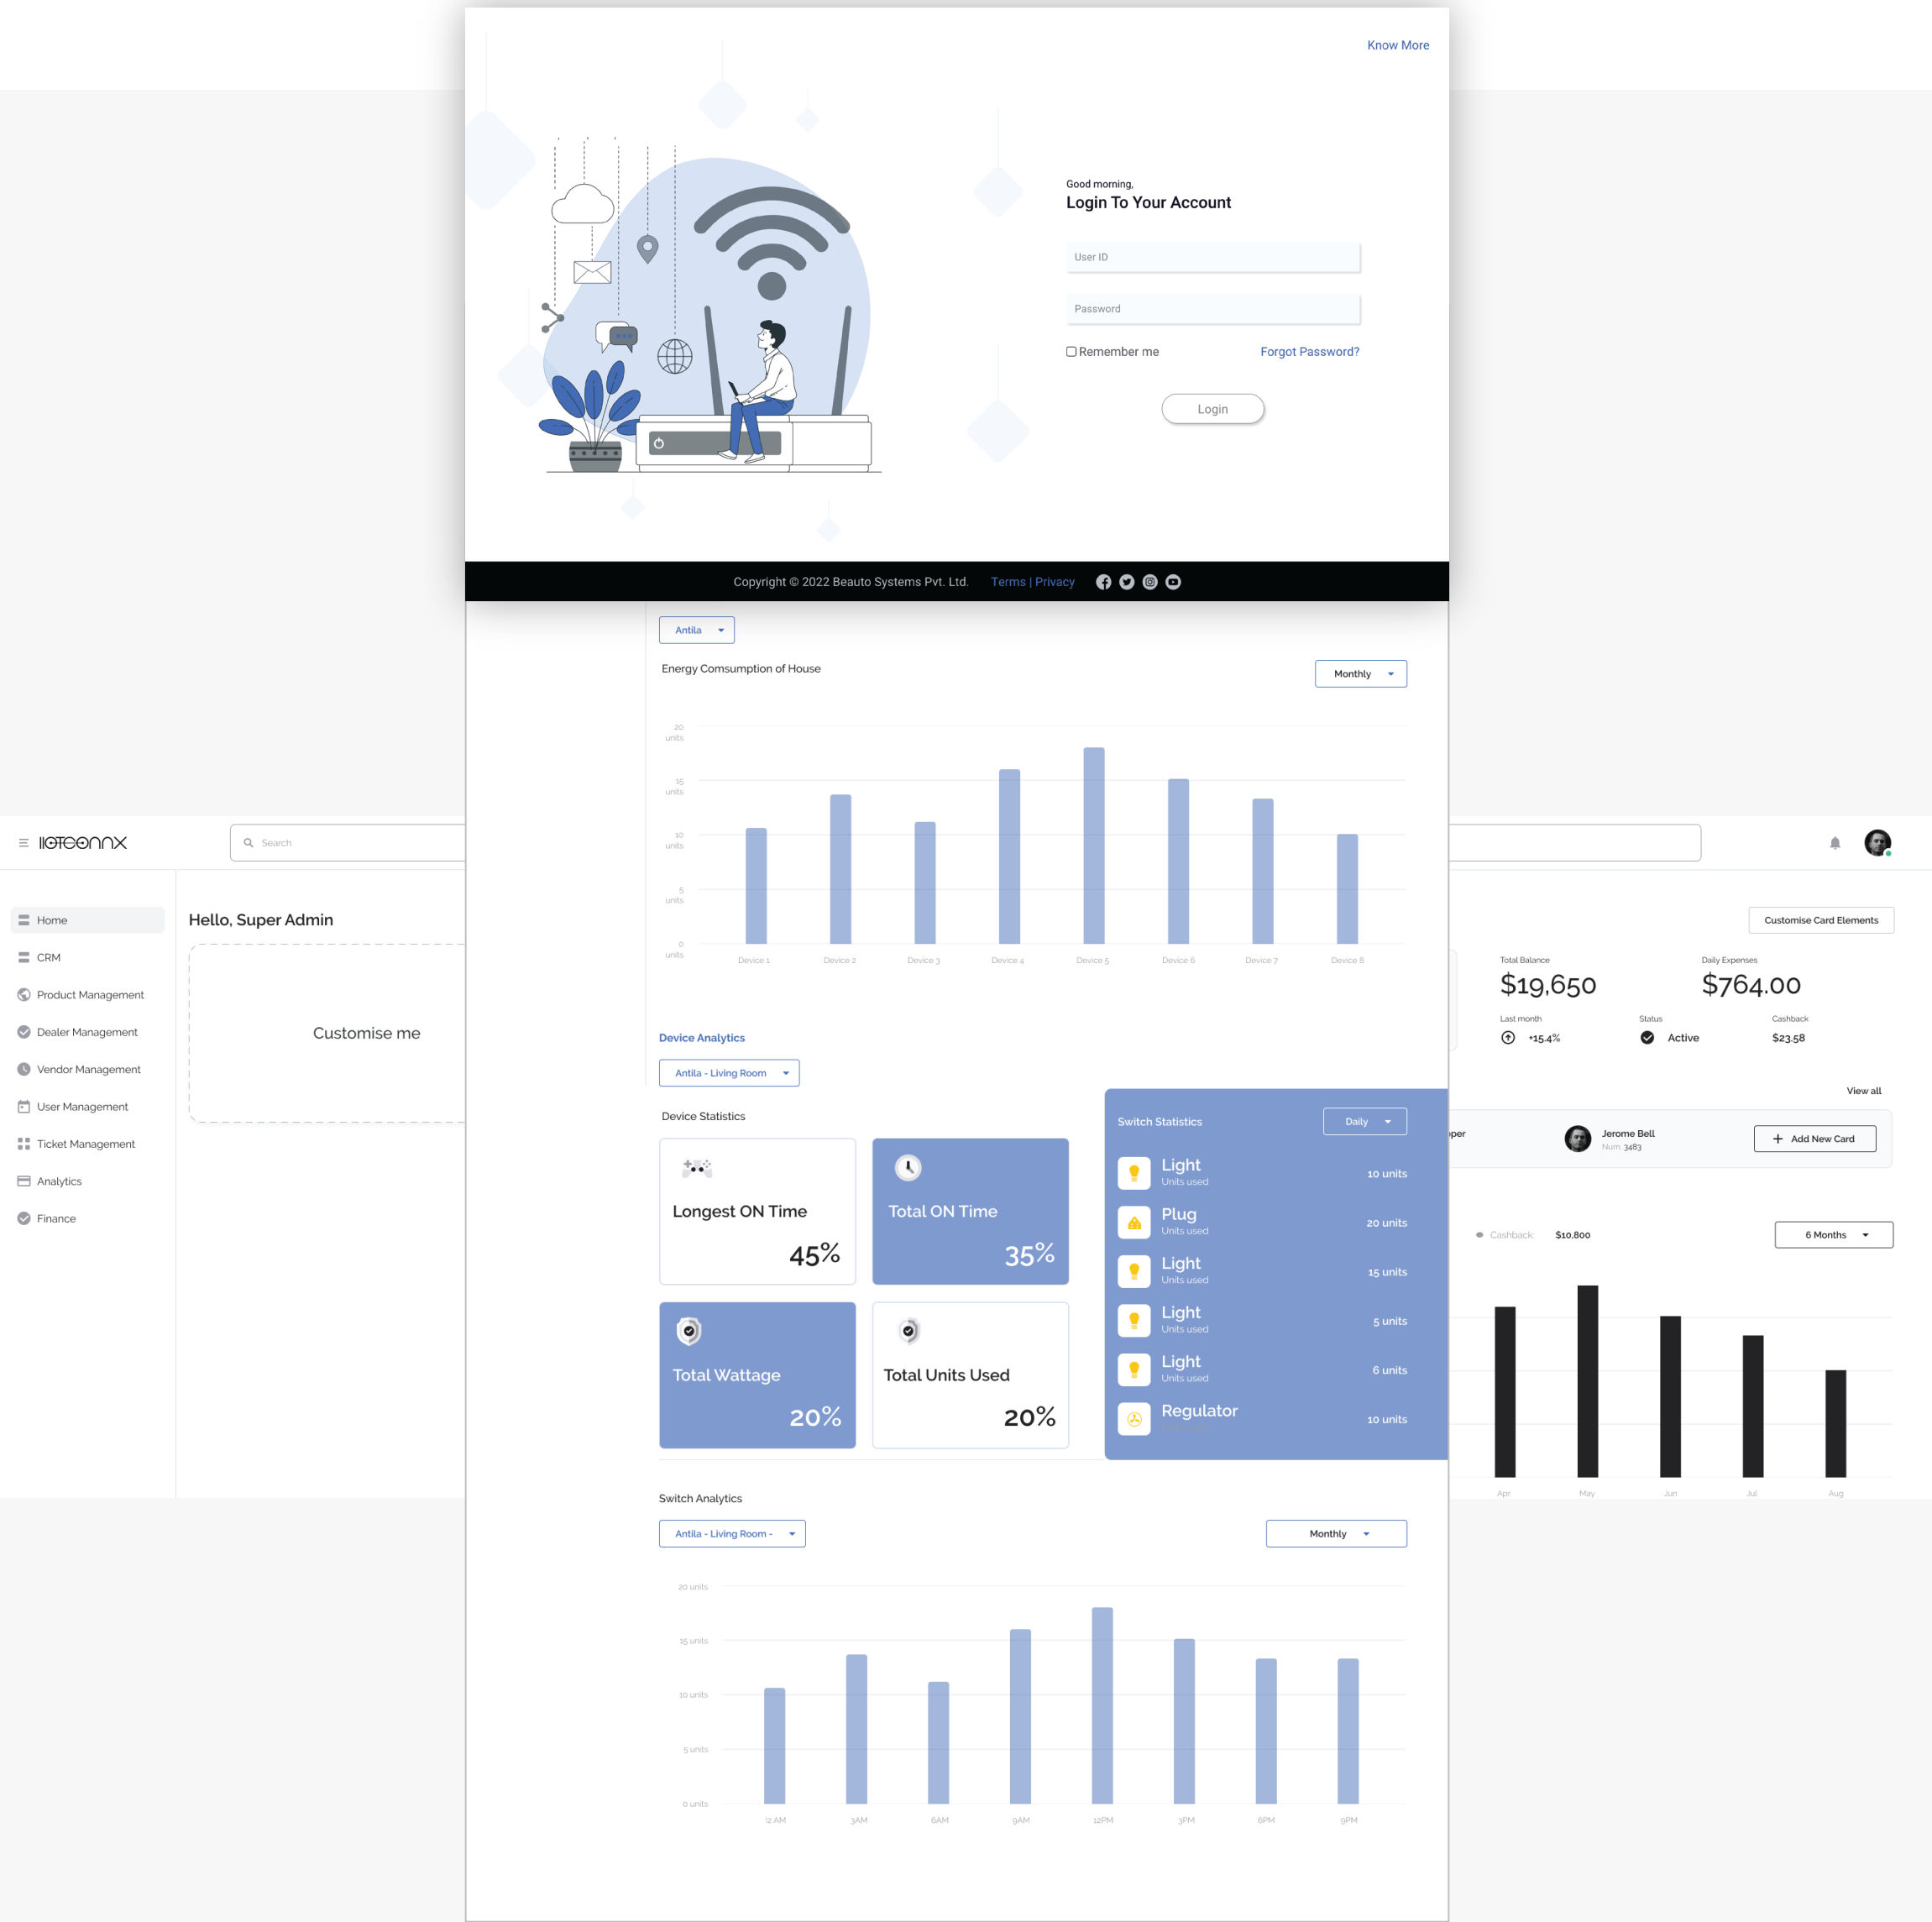 Know More
Good morning,
Login To Your Account
User ID
Password
Remember me
Forgot Password?
Login
Copyright © 2022 Beauto Systems Pvt. Ltd.
Terms | Privacy
Antila
Energy Comsumption of House
Monthly
20
units
15
units
10
units
5
units
0
units
Device 1
Device 2
Device 3
Device 4
Device 5
Device 6
Device 7
Device 8
Device Analytics
Antila - Living Room
Device Statistics
Longest ON Time
45%
Total ON Time
35%
Total Wattage
20%
Total Units Used
20%
Switch Statistics
Daily
Light
Units used
10 units
Plug
Units used
20 units
Light
Units used
15 units
Light
Units used
5 units
Light
Units used
6 units
Regulator
10 units
Switch Analytics
Antila - Living Room -
Monthly
20 units
15 units
10 units
5 units
0 units
12 AM
3AM
6AM
9AM
12PM
3PM
6PM
9PM
IIOTCONNX
Search
Home
CRM
Product Management
Dealer Management
Vendor Management
User Management
Ticket Management
Analytics
Finance
Hello, Super Admin
Customise me
Customise Card Elements
Total Balance
$19,650
Daily Expenses
$764.00
Last month
+15.4%
Status
Active
Cashback
$23.58
View all
Jerome Bell
Num: 3483
Add New Card
Cashback:
$10,800
6 Months
Apr
May
Jun
Jul
Aug